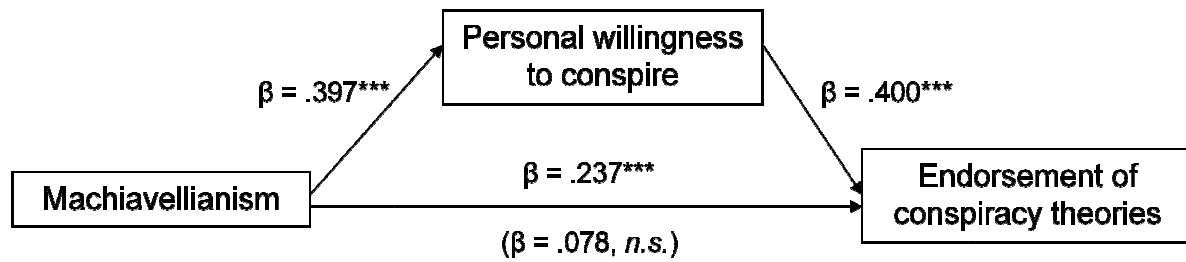 Personal willingness
to conspire
β = .397***
β = .400***
Machiavellianism
β = .237***
(β = .078, n.s.)
Endorsement of
conspiracy theories